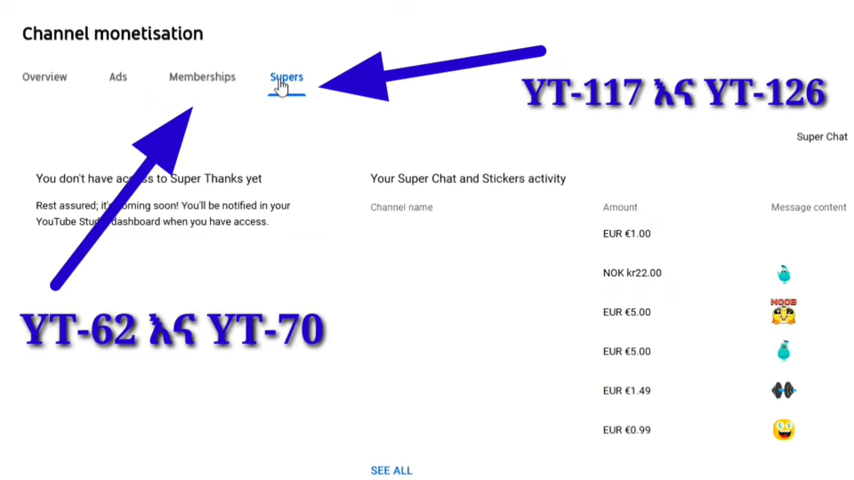 Channel monetisation
Overview Ads Memberships Supers
YT-117 እና YT-126
Super Chat
You don't have access to Super Thanks yet
Rest assured; it's coming soon! You'll be notified in your
YouTube Studio dashboard when you have access.
YT-62 እና YT-70
Your Super Chat and Stickers activity
Channel name Amount Message content
EUR €1.00
NOK kr22.00
EUR €5.00
NOOB
EUR €5.00
EUR €1.49
EUR €0.99
SEE ALL